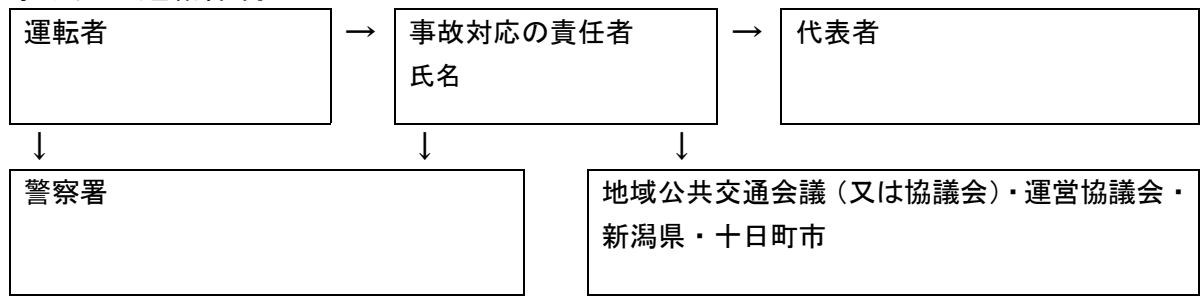 運転者 → 事故対応の責任者 → 代表者
氏名
↓ ↓ ↓
警察署
地域公共交通会議（又は協議会）・運営協議会・
新潟県・十日町市